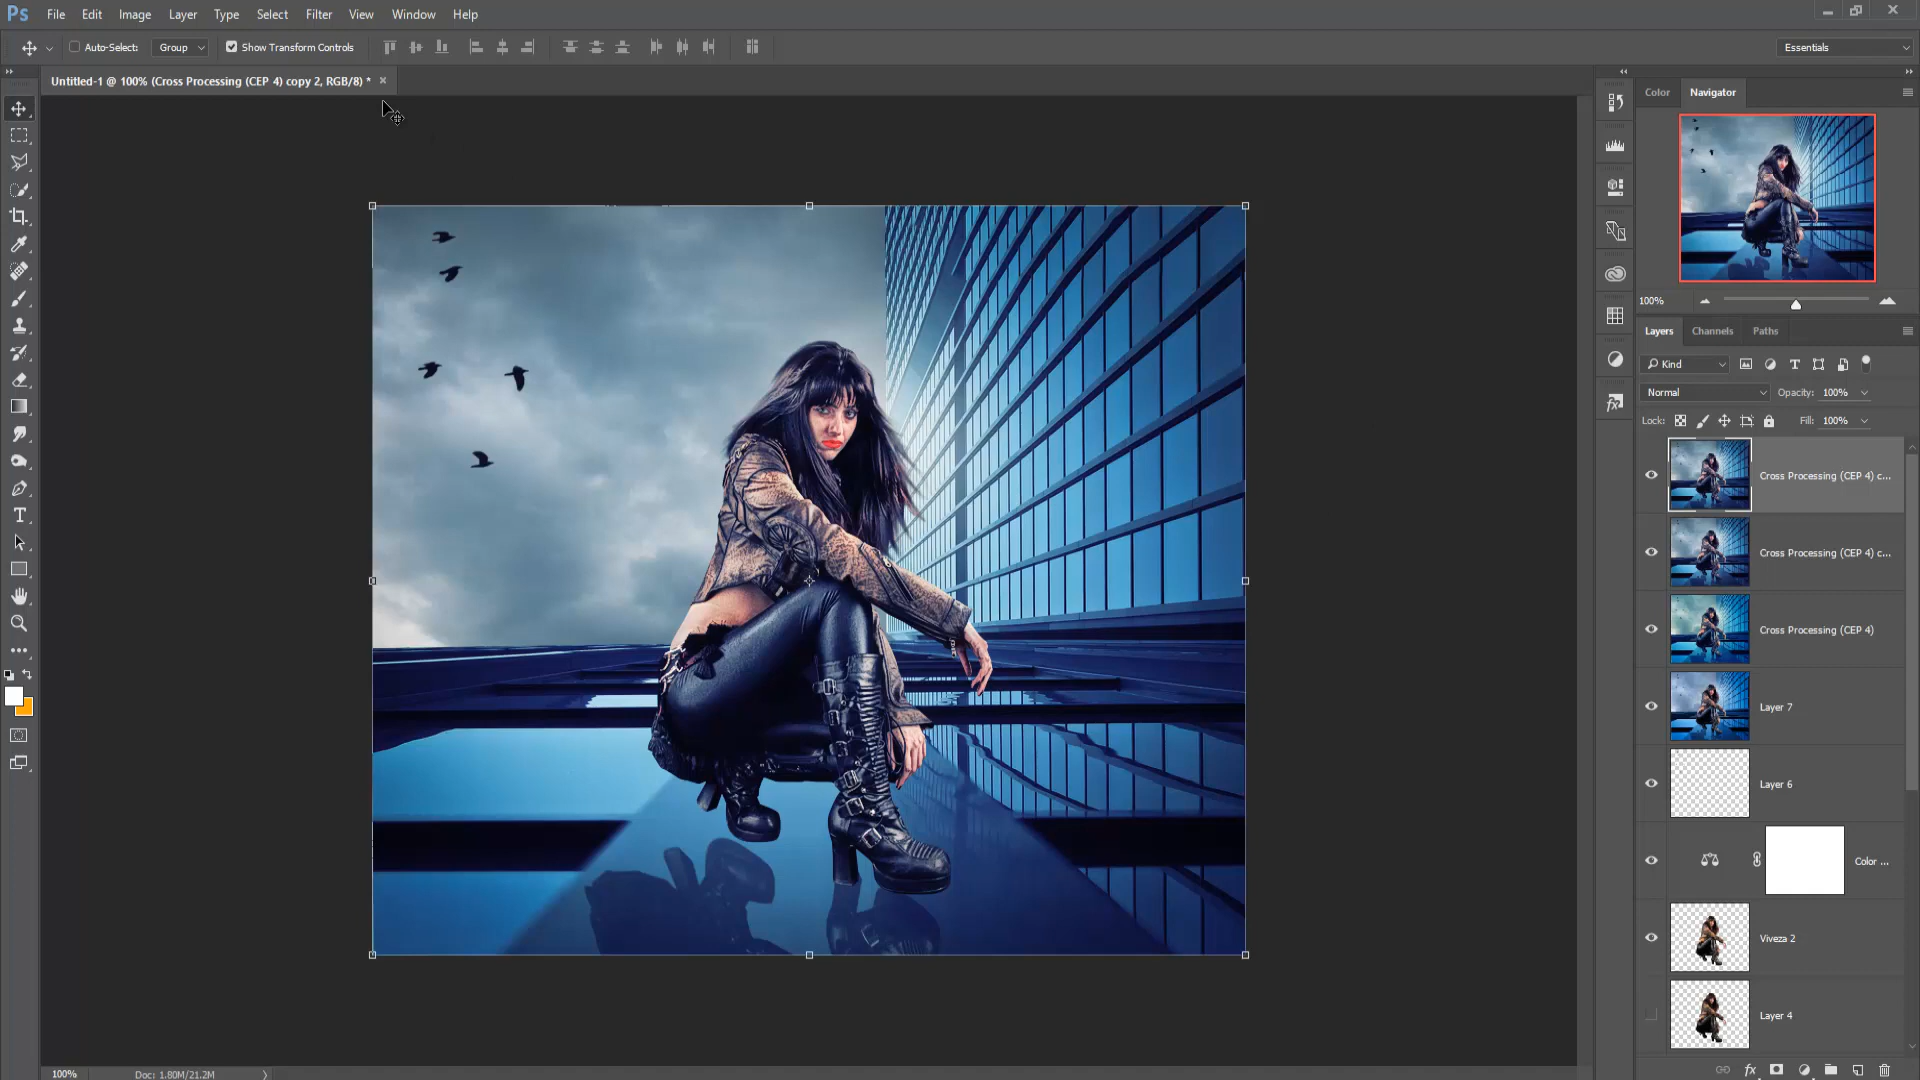 Ps File Edit Image Layer Type Select Filter View Window Help
Auto-Select: Group Show Transform Controls Essentials
Untitled-1 @ 100% (Cross Processing (CEP 4) copy 2, RGB/8) * ×
Color Navigator
100%
Layers Channels Paths
Kind
Normal Opacity: 100%
Lock: Fill: 100%
Cross Processing (CEP 4) c...
Cross Processing (CEP 4) c...
Cross Processing (CEP 4)
Layer 7
Layer 6
Color ...
Viveza 2
Layer 4
100% Doc: 1.80M/21.2M